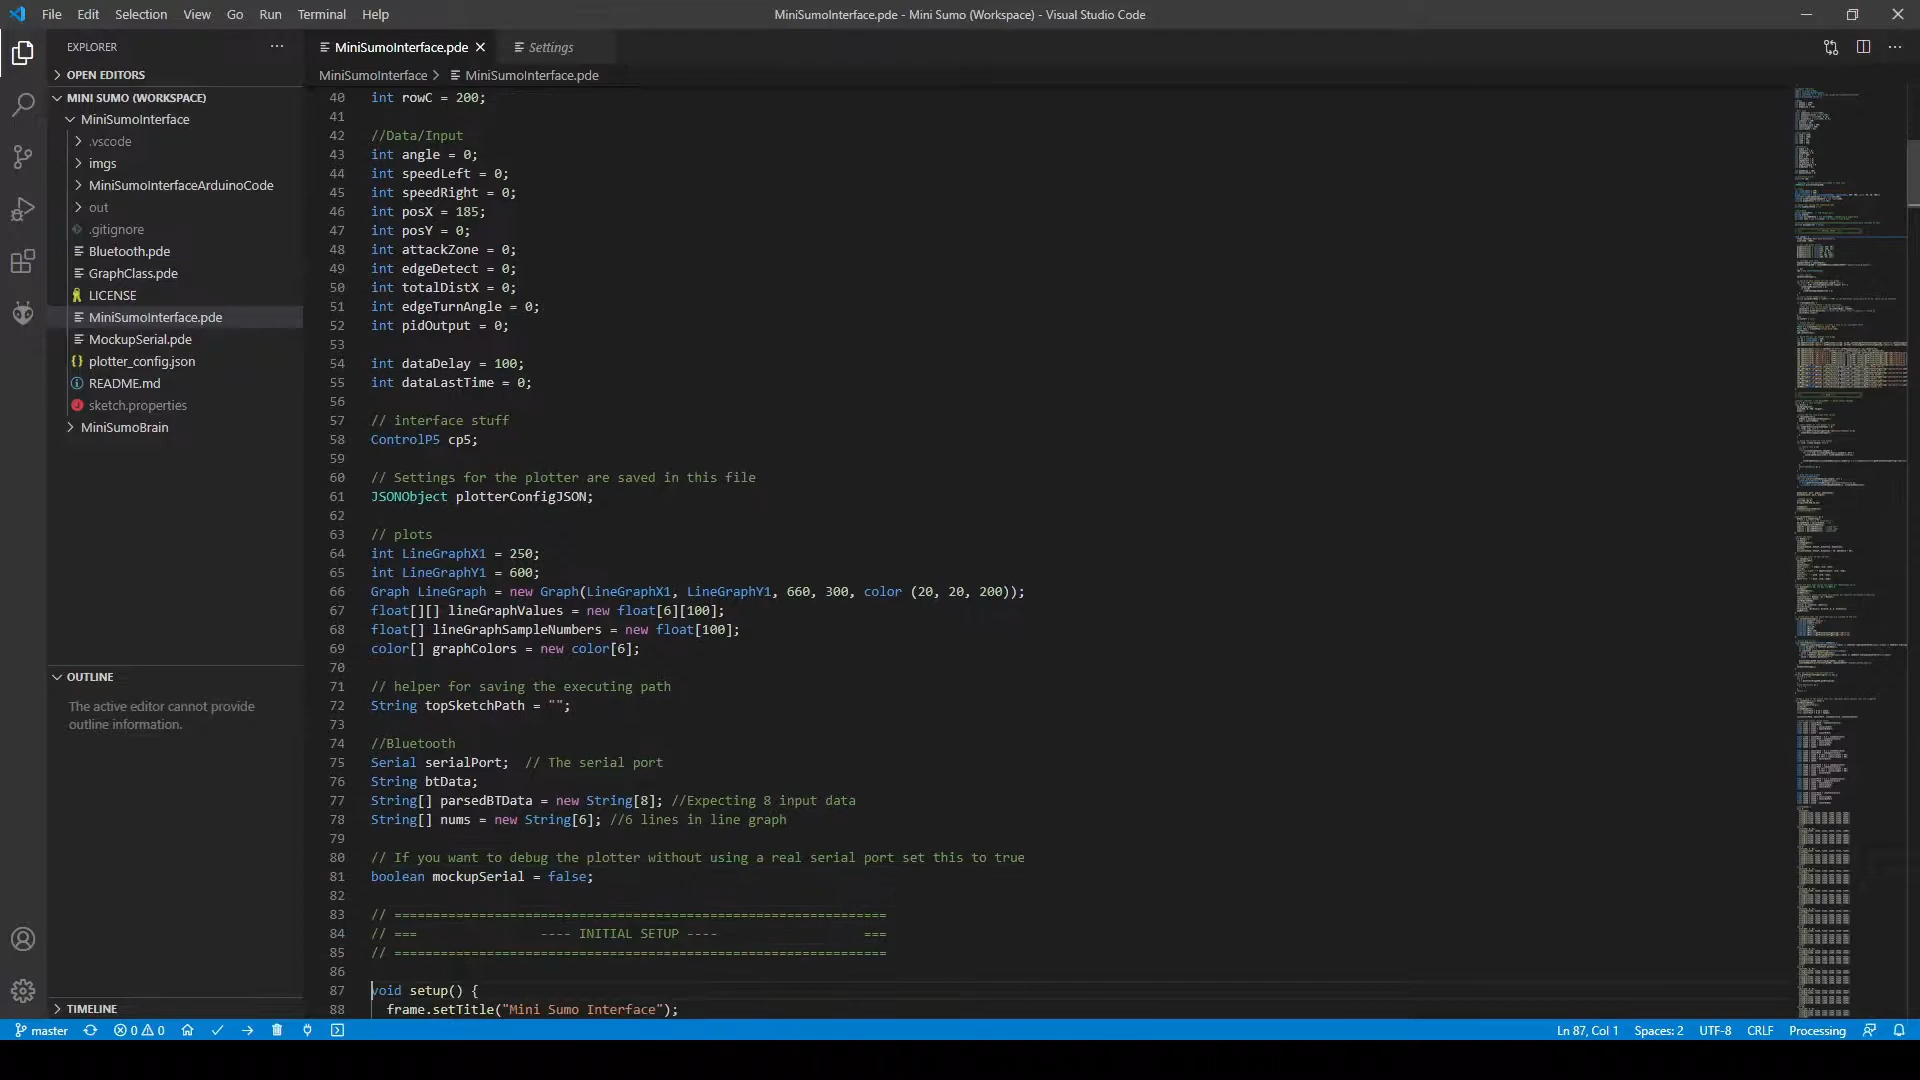 File Edit Selection View Go Run Terminal Help
MiniSumoInterface.pde - Mini Sumo (Workspace) - Visual Studio Code
EXPLORER
OPEN EDITORS
MINI SUMO (WORKSPACE)
MiniSumoInterface
.vscode
imgs
MiniSumoInterfaceArduinoCode
out
.gitignore
Bluetooth.pde
GraphClass.pde
LICENSE
MiniSumoInterface.pde
MockupSerial.pde
plotter_config.json
README.md
sketch.properties
MiniSumoBrain
OUTLINE
The active editor cannot provide
outline information.
TIMELINE
MiniSumoInterface.pde Settings
MiniSumoInterface > MiniSumoInterface.pde
40 int rowC = 200;
41
42 //Data/Input
43 int angle = 0;
44 int speedLeft = 0;
45 int speedRight = 0;
46 int posX = 185;
47 int posY = 0;
48 int attackZone = 0;
49 int edgeDetect = 0;
50 int totalDistX = 0;
51 int edgeTurnAngle = 0;
52 int pidOutput = 0;
53
54 int dataDelay = 100;
55 int dataLastTime = 0;
56
57 // interface stuff
58 ControlP5 cp5;
59
60 // Settings for the plotter are saved in this file
61 JSONObject plotterConfigJSON;
62
63 // plots
64 int LineGraphX1 = 250;
65 int LineGraphY1 = 600;
66 Graph LineGraph = new Graph(LineGraphX1, LineGraphY1, 660, 300, color (20, 20, 200));
67 float[][] lineGraphValues = new float[6][100];
68 float[] lineGraphSampleNumbers = new float[100];
69 color[] graphColors = new color[6];
70
71 // helper for saving the executing path
72 String topSketchPath = "";
73
74 //Bluetooth
75 Serial serialPort;  // The serial port
76 String btData;
77 String[] parsedBTData = new String[8]; //Expecting 8 input data
78 String[] nums = new String[6]; //6 lines in line graph
79
80 // If you want to debug the plotter without using a real serial port set this to true
81 boolean mockupSerial = false;
82
83 // ================================================================
84 // ===                ---- INITIAL SETUP ----                   ===
85 // ================================================================
86
87 void setup() {
88   frame.setTitle("Mini Sumo Interface");
master 0 0 Ln 87, Col 1 Spaces: 2 UTF-8 CRLF Processing